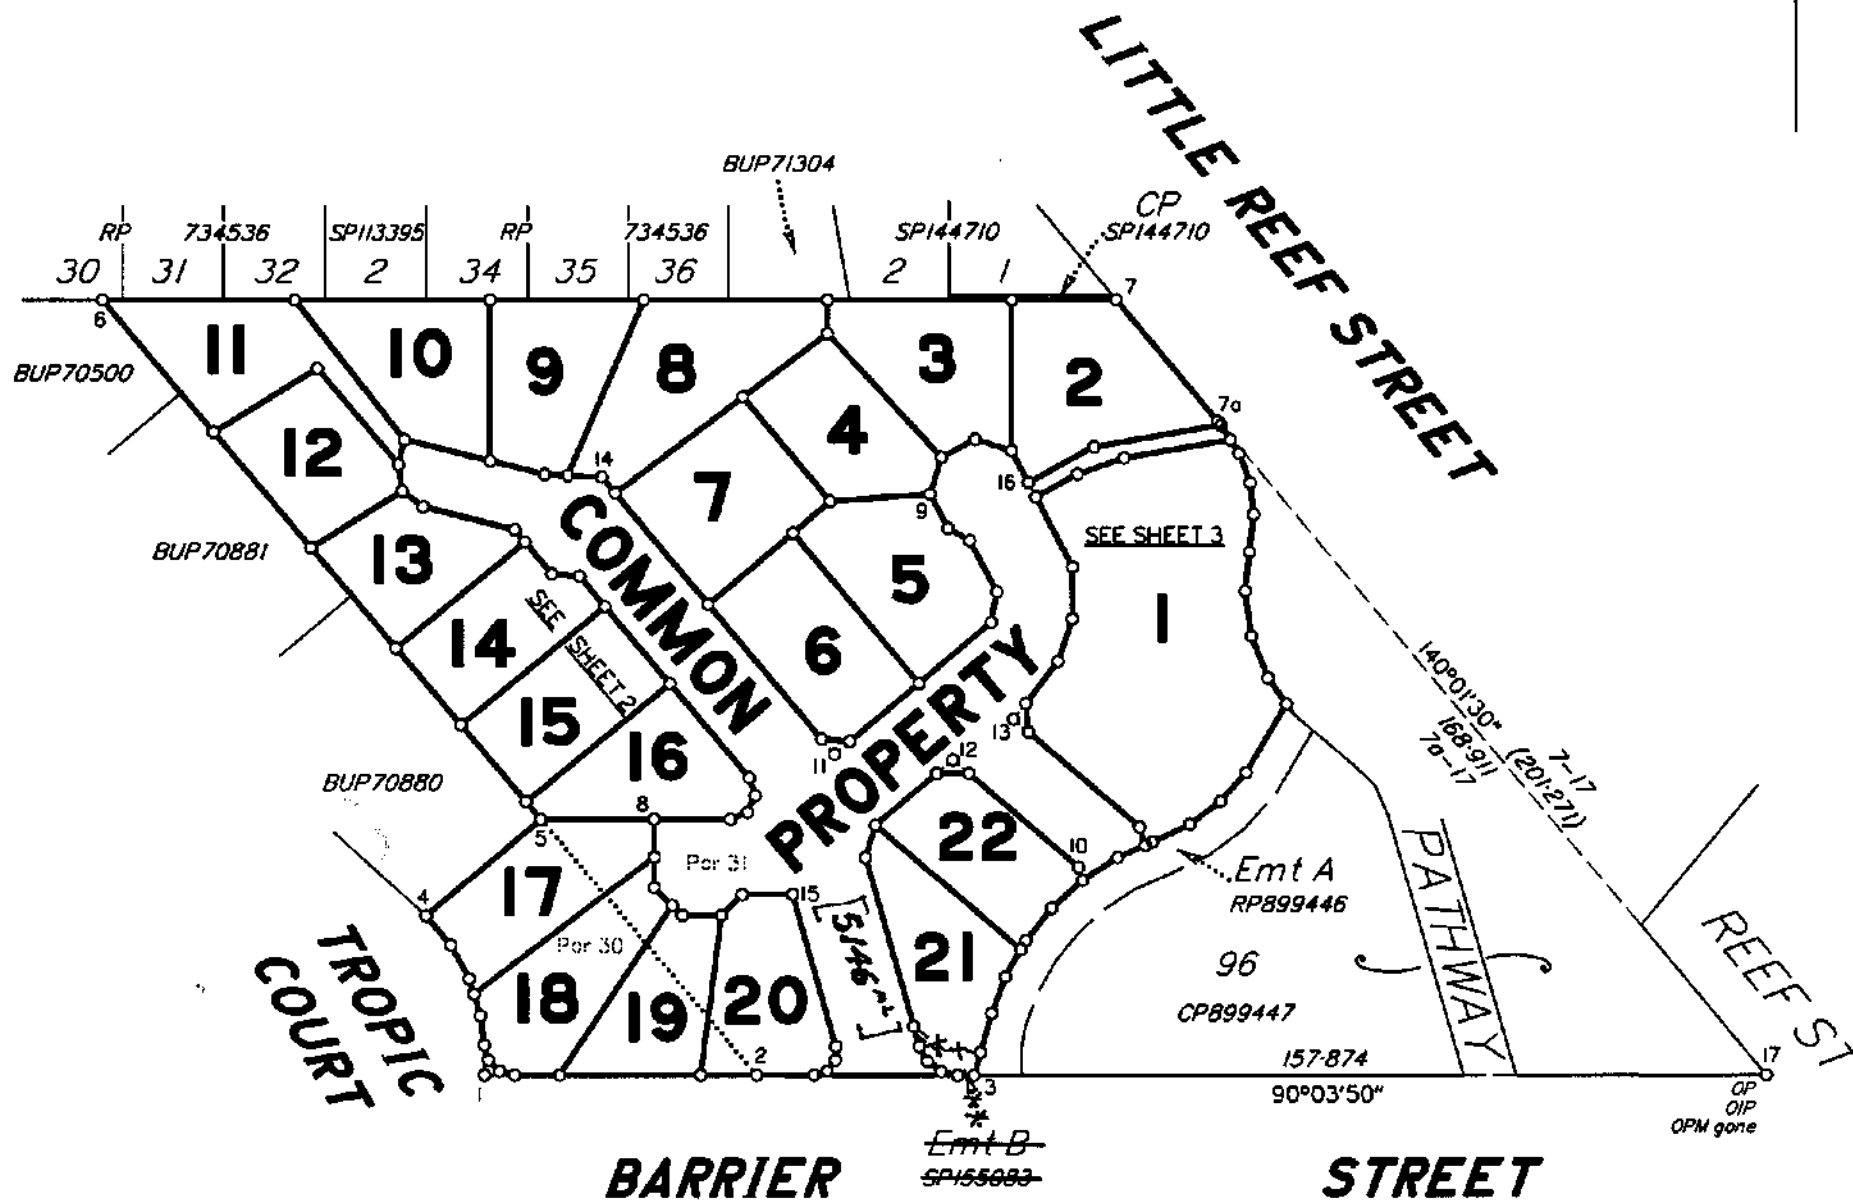 LITTLE REEF STREET
BUP71304
CP
SP144710
RP 734536 SP113395 RP 734536 SP144710
30 31 32 2 34 35 36 2 1
7
6
11 10 9 8 3 2
BUP70500
7a
12 4
14
7
16
9
SEE SHEET 3
COMMON
PROPERTY
BUP70881
13 5 1
14 6
SEE SHEET 2
15 16
13a
11
12
140°01'30"
168·911
7a-17
7-17
(201·271)
BUP70880
8
5
22
10
Por 31
17
Emt A
RP899446
4
15
[5146m²]
PATHWAY
Por 30
21
96
REEF ST
TROPIC
COURT
18 19 20
CP899447
2
157·874
17
1
3
90°03'50"
OP
OIP
OPM gone
Emt B
SP155083
BARRIER STREET